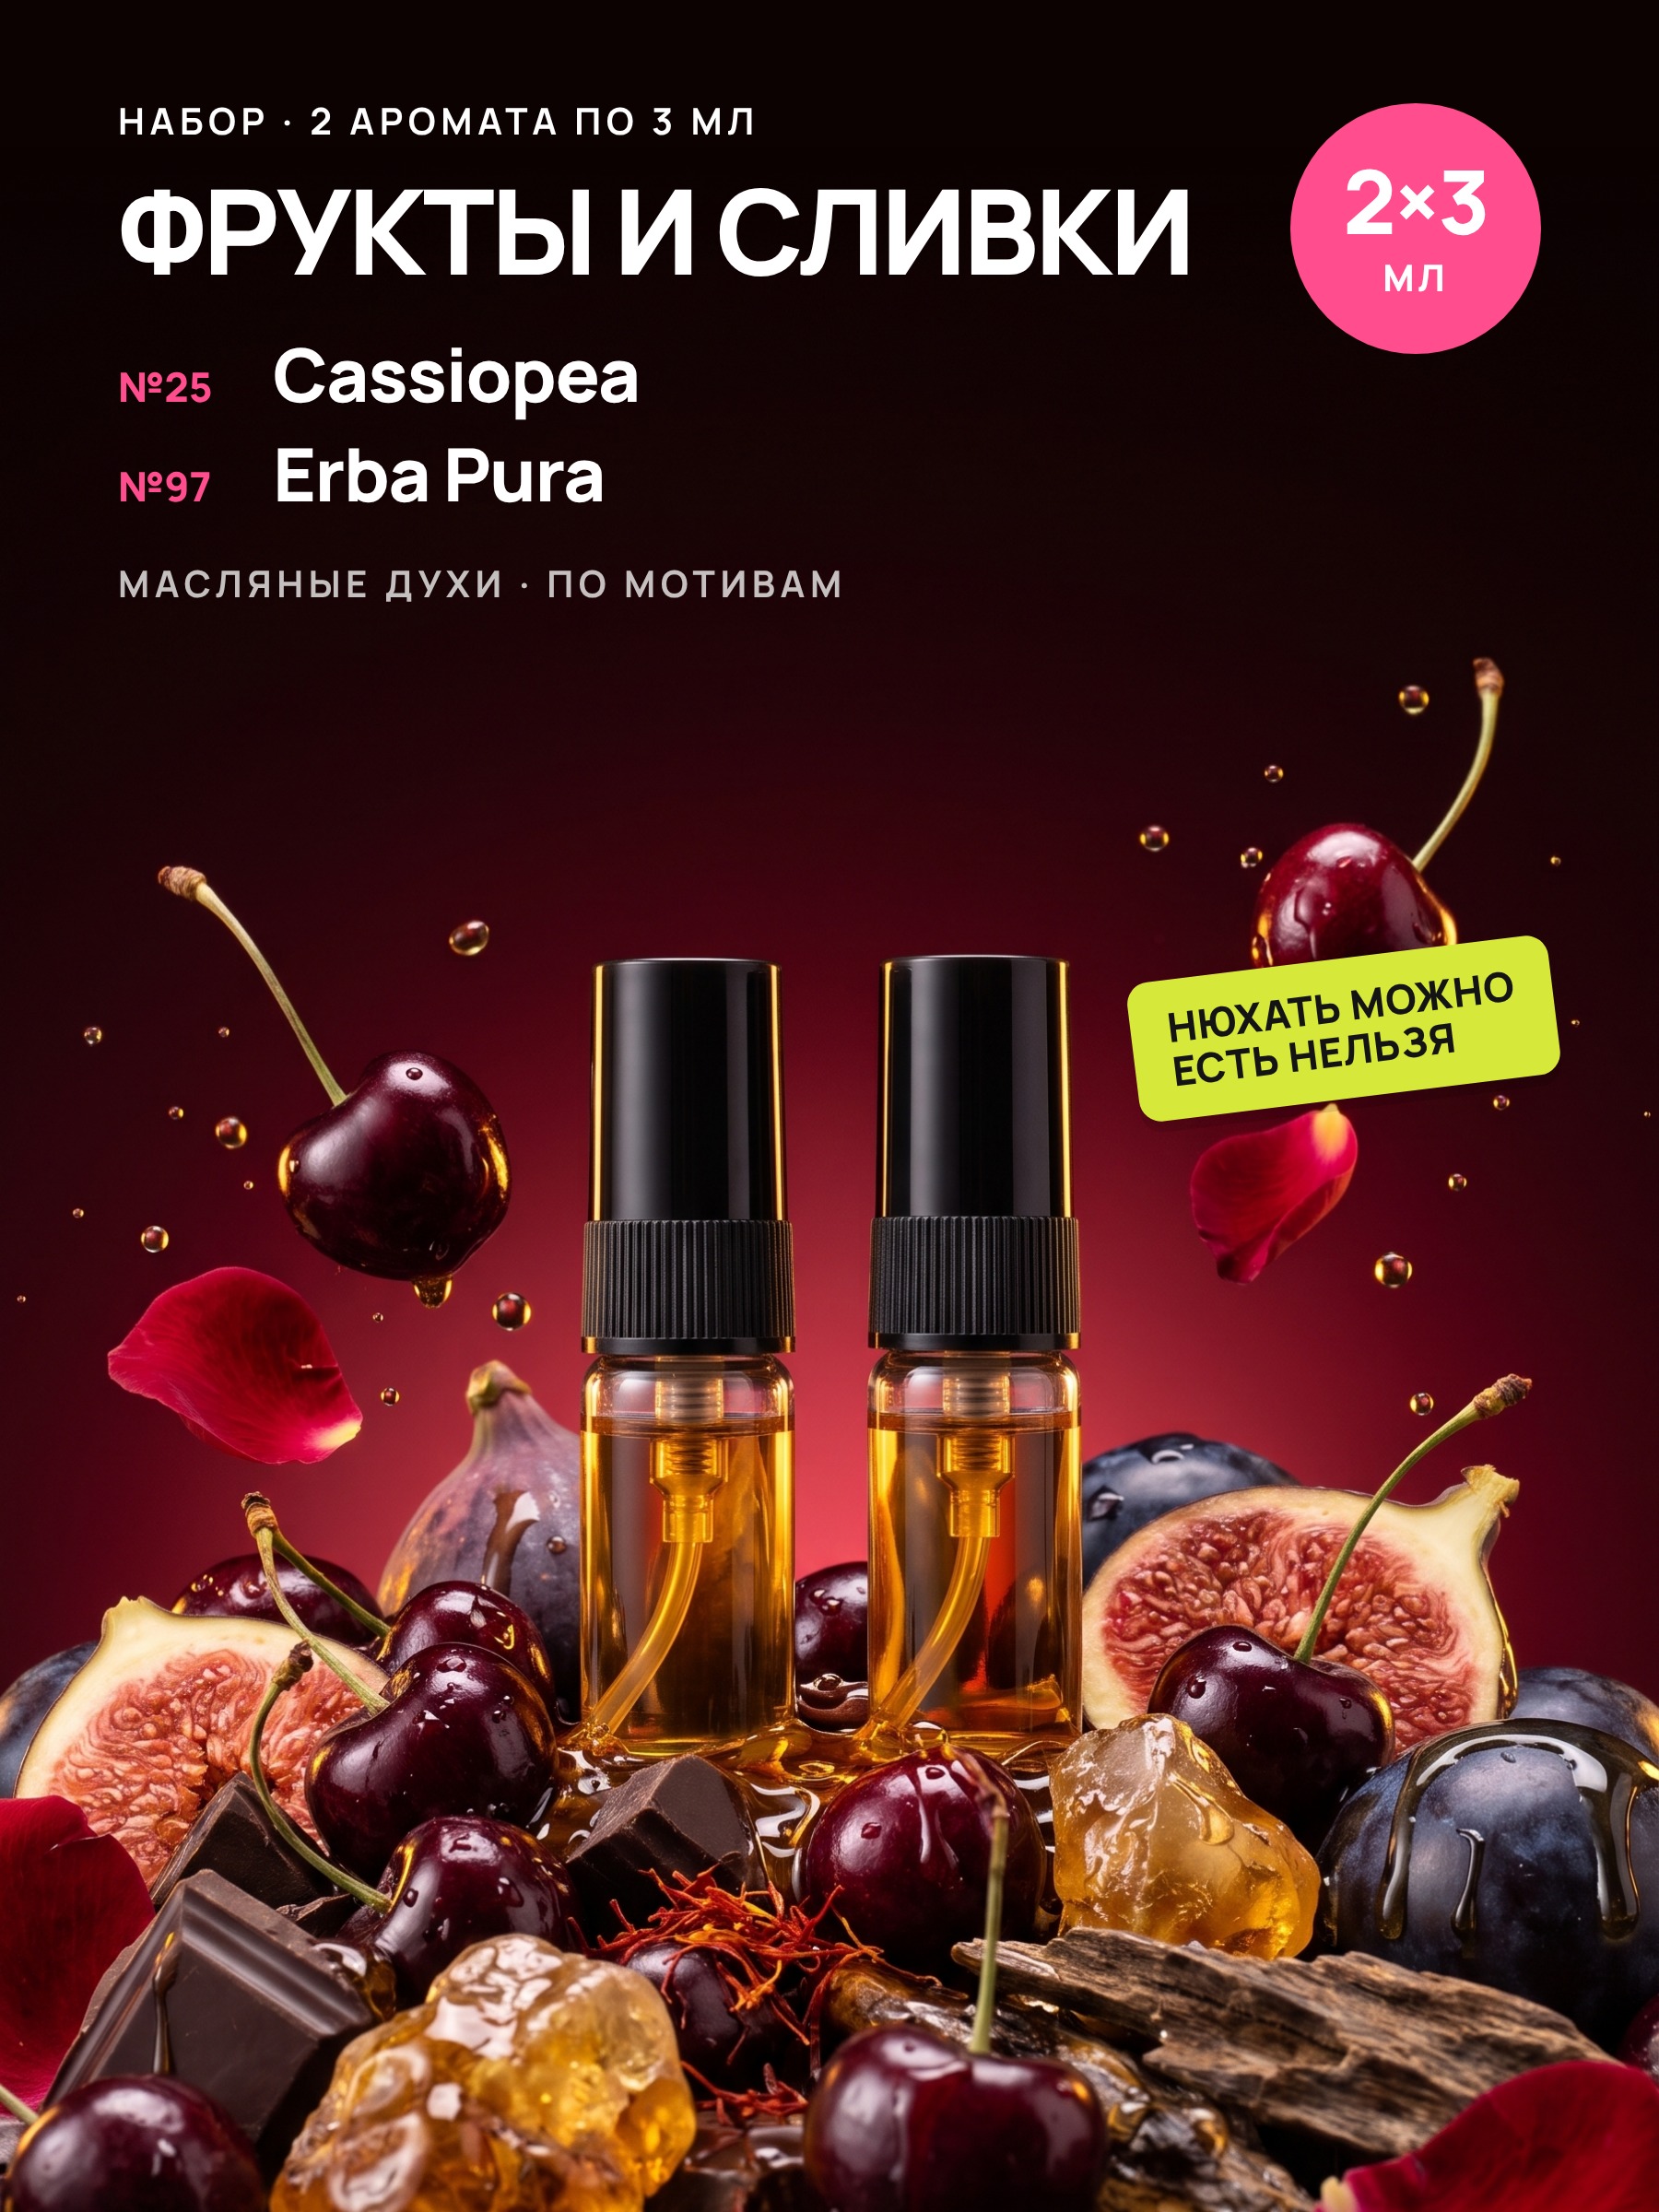 НАБОР · 2 АРОМАТА ПО 3 МЛ
ФРУКТЫ И СЛИВКИ
2×3
МЛ
№25 Cassiopea
№97 Erba Pura
МАСЛЯНЫЕ ДУХИ · ПО МОТИВАМ
НЮХАТЬ МОЖНО
ЕСТЬ НЕЛЬЗЯ